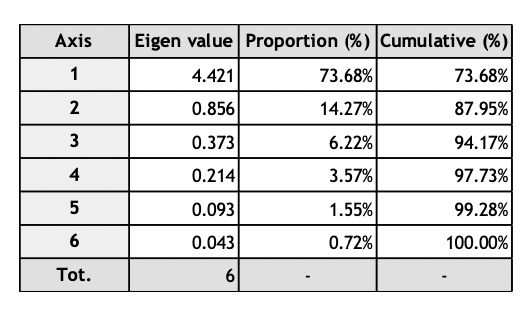 Axis Eigen value Proportion (%) Cumulative (%)
1 4.421 73.68% 73.68%
2 0.856 14.27% 87.95%
3 0.373 6.22% 94.17%
4 0.214 3.57% 97.73%
5 0.093 1.55% 99.28%
6 0.043 0.72% 100.00%
Tot. 6 - -